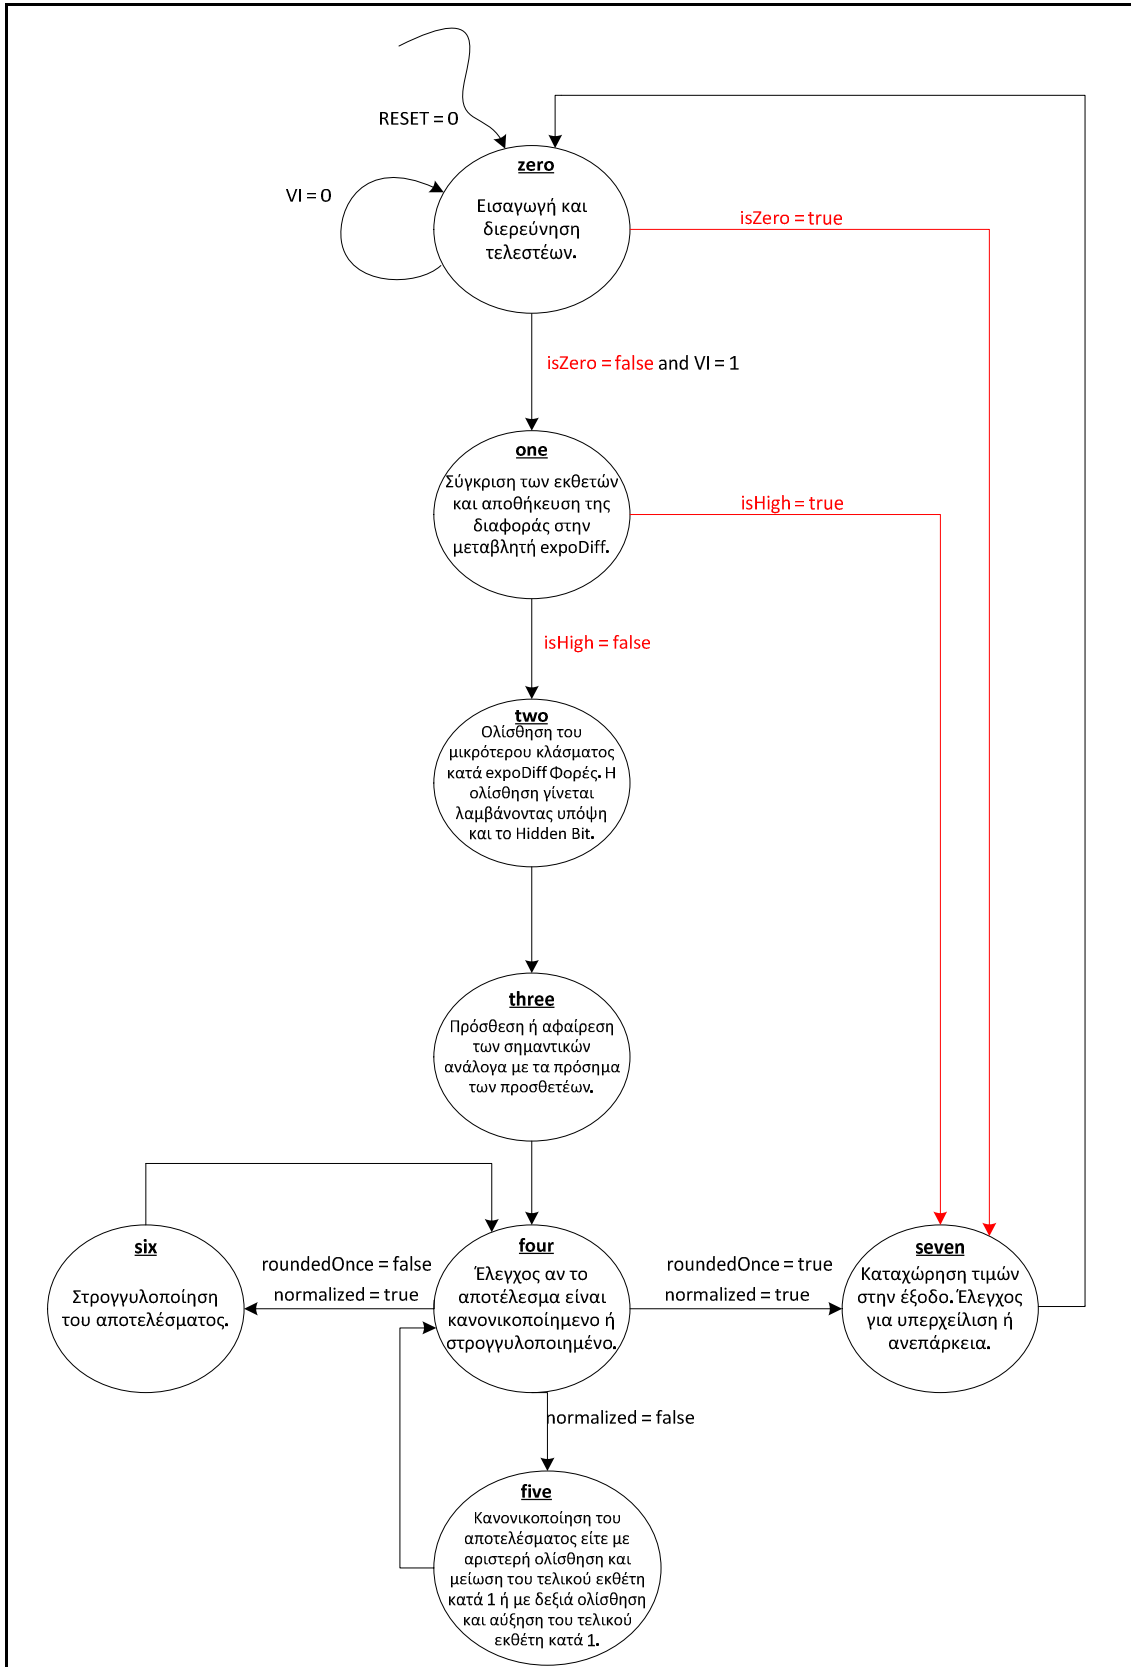 RESET = 0
zero
VI = 0
Εισαγωγή και
διερεύνηση
τελεστέων.
isZero = true
isZero = false and VI = 1
one
Σύγκριση των εκθετών
και αποθήκευση της
διαφοράς στην
μεταβλητή expoDiff.
isHigh = true
isHigh = false
two
Ολίσθηση του
μικρότερου κλάσματος
κατά expoDiff Φορές. Η
ολίσθηση γίνεται
λαμβάνοντας υπόψη
και το Hidden Bit.
three
Πρόσθεση ή αφαίρεση
των σημαντικών
ανάλογα με τα πρόσημα
των προσθετέων.
six
Στρογγυλοποίηση
του αποτελέσματος.
roundedOnce = false
normalized = true
four
Έλεγχος αν το
αποτέλεσμα είναι
κανονικοποίημενο ή
στρογγυλοποιημένο.
roundedOnce = true
normalized = true
seven
Καταχώρηση τιμών
στην έξοδο. Έλεγχος
για υπερχείλιση ή
ανεπάρκεια.
normalized = false
five
Κανονικοποίηση του
αποτελέσματος είτε με
αριστερή ολίσθηση και
μείωση του τελικού εκθέτη
κατά 1 ή με δεξιά ολίσθηση
και αύξηση του τελικού
εκθέτη κατά 1.